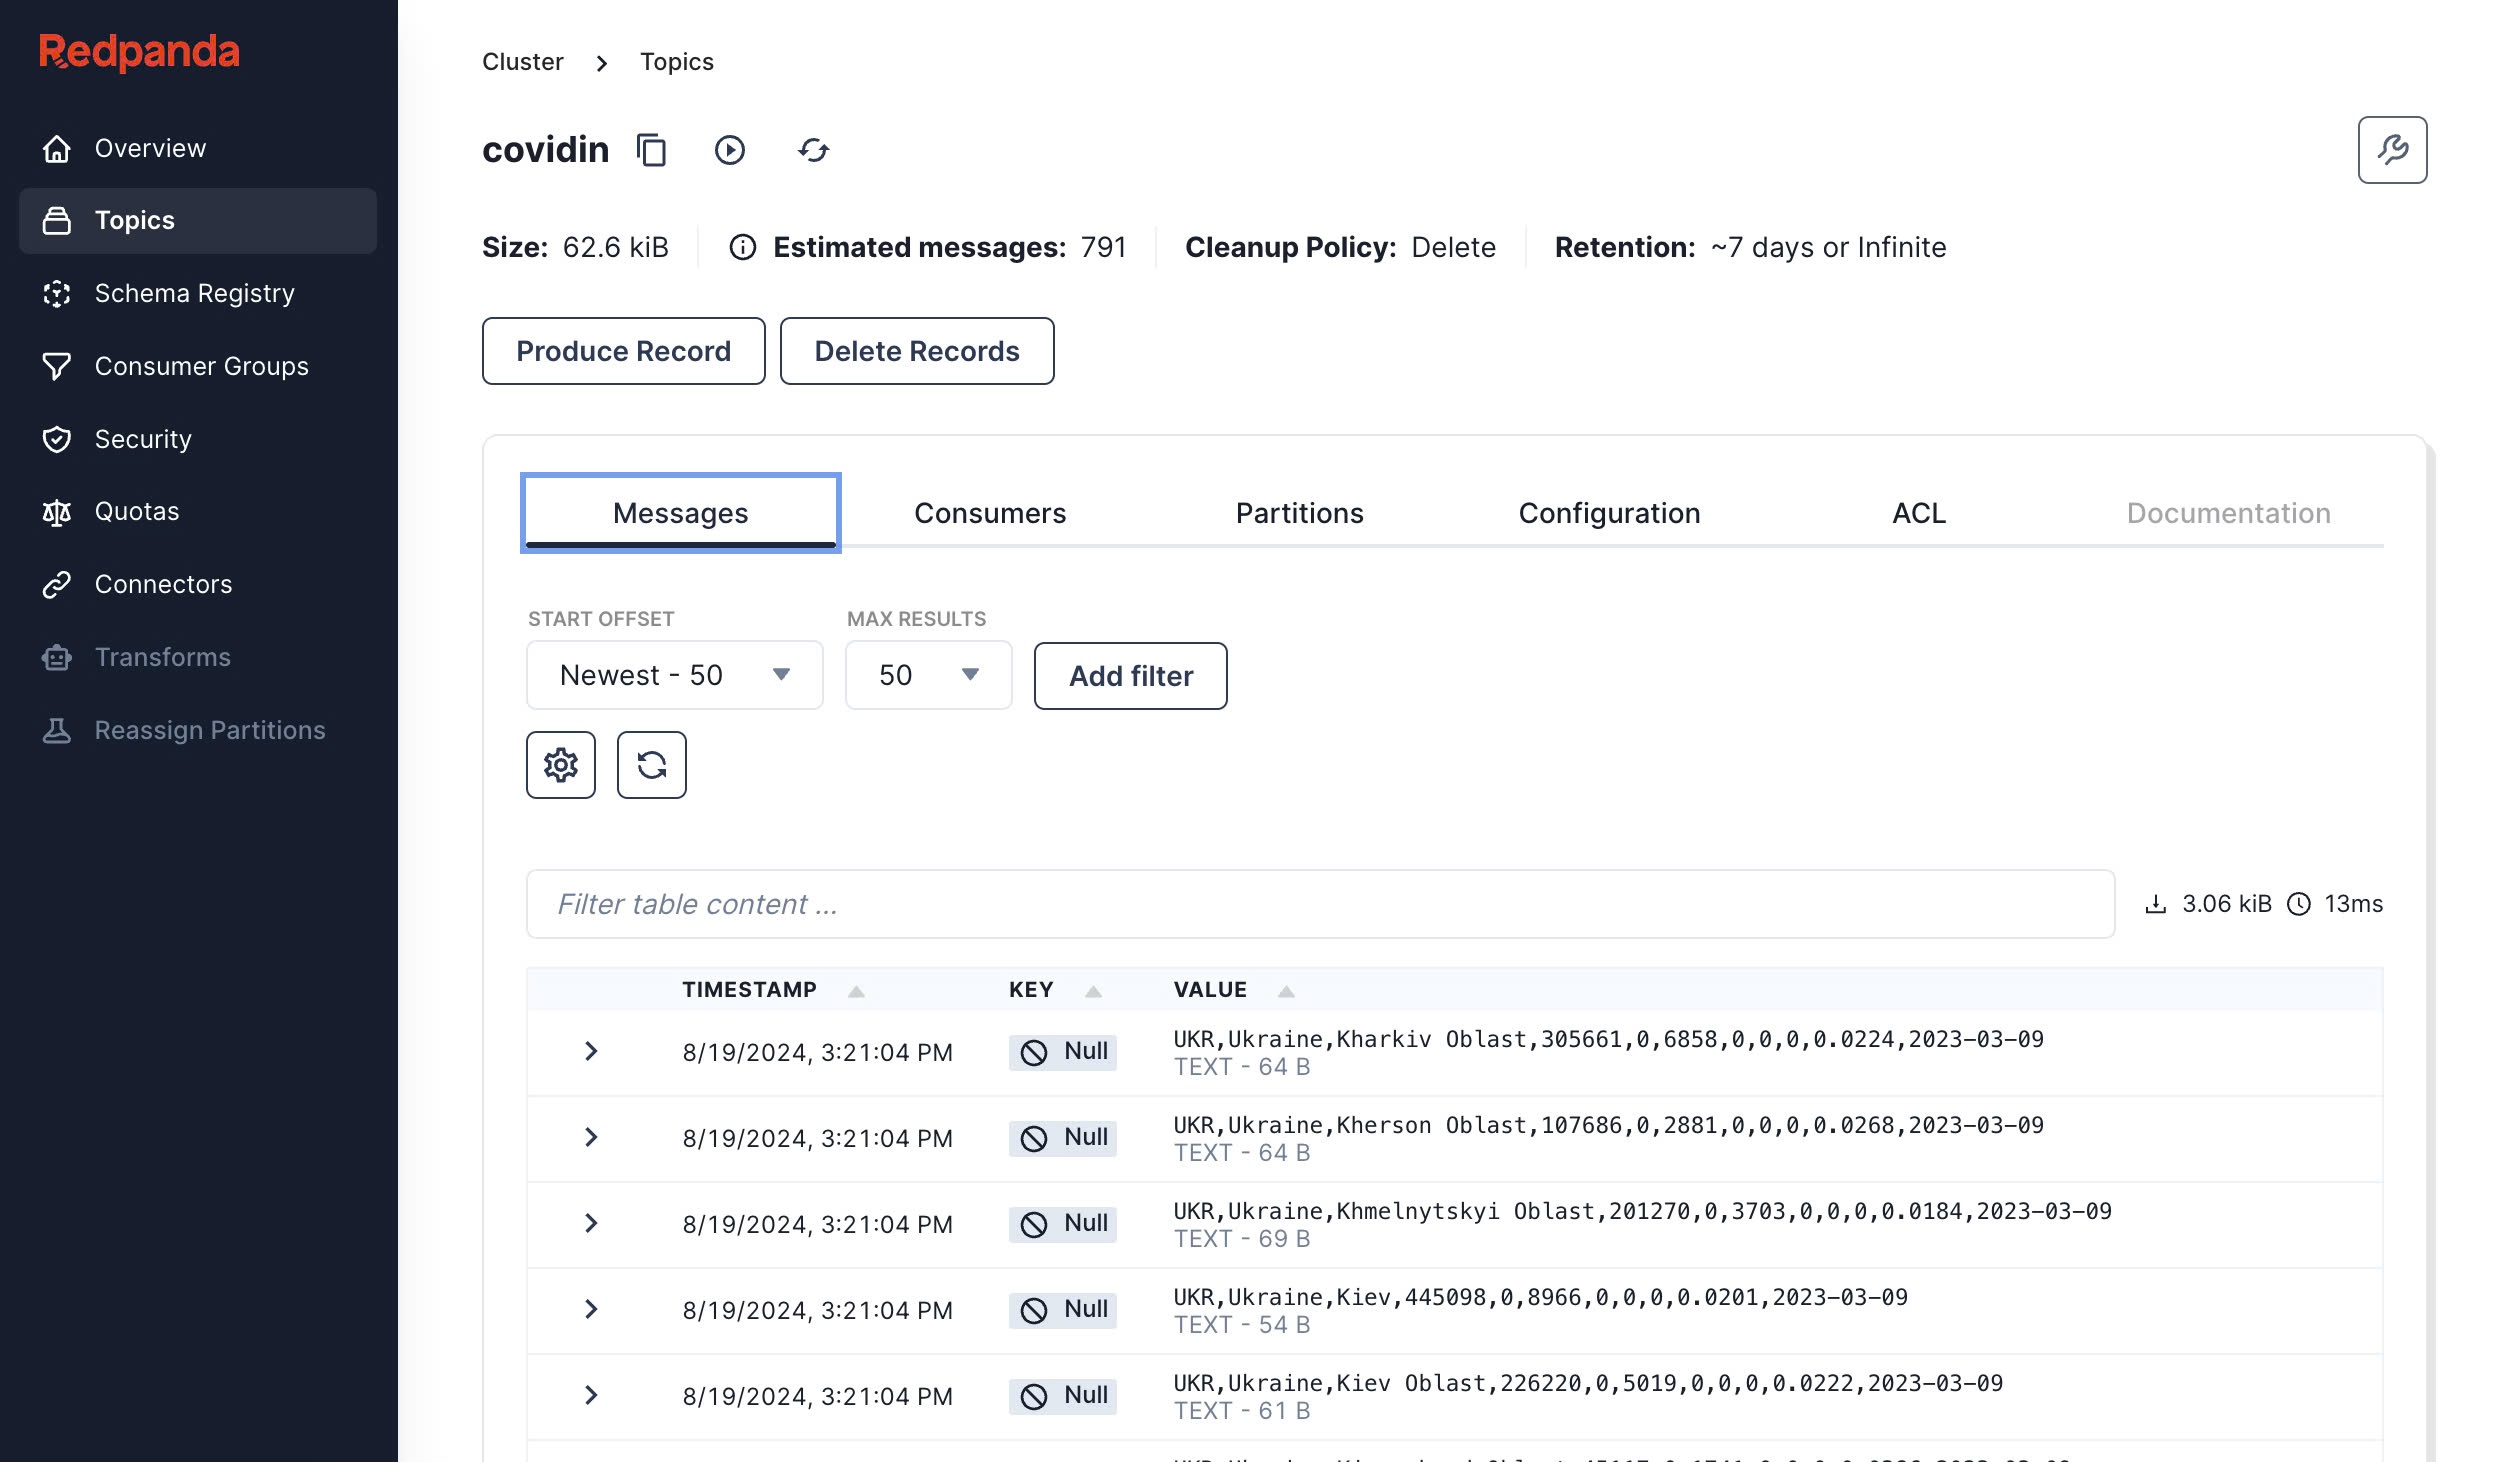 Redpanda
Overview
Topics
Schema Registry
Consumer Groups
Security
Quotas
Connectors
Transforms
Reassign Partitions
Cluster > Topics
covidin
Size: 62.6 kiB Estimated messages: 791 Cleanup Policy: Delete Retention: ~7 days or Infinite
Produce Record Delete Records
Messages Consumers Partitions Configuration ACL Documentation
START OFFSET MAX RESULTS
Newest - 50 50 Add filter
Filter table content ... 3.06 kiB 13ms
TIMESTAMP KEY VALUE
8/19/2024, 3:21:04 PM Null UKR,Ukraine,Kharkiv Oblast,305661,0,6858,0,0,0,0.0224,2023-03-09
TEXT - 64 B
8/19/2024, 3:21:04 PM Null UKR,Ukraine,Kherson Oblast,107686,0,2881,0,0,0,0.0268,2023-03-09
TEXT - 64 B
8/19/2024, 3:21:04 PM Null UKR,Ukraine,Khmelnytskyi Oblast,201270,0,3703,0,0,0,0.0184,2023-03-09
TEXT - 69 B
8/19/2024, 3:21:04 PM Null UKR,Ukraine,Kiev,445098,0,8966,0,0,0,0.0201,2023-03-09
TEXT - 54 B
8/19/2024, 3:21:04 PM Null UKR,Ukraine,Kiev Oblast,226220,0,5019,0,0,0,0.0222,2023-03-09
TEXT - 61 B